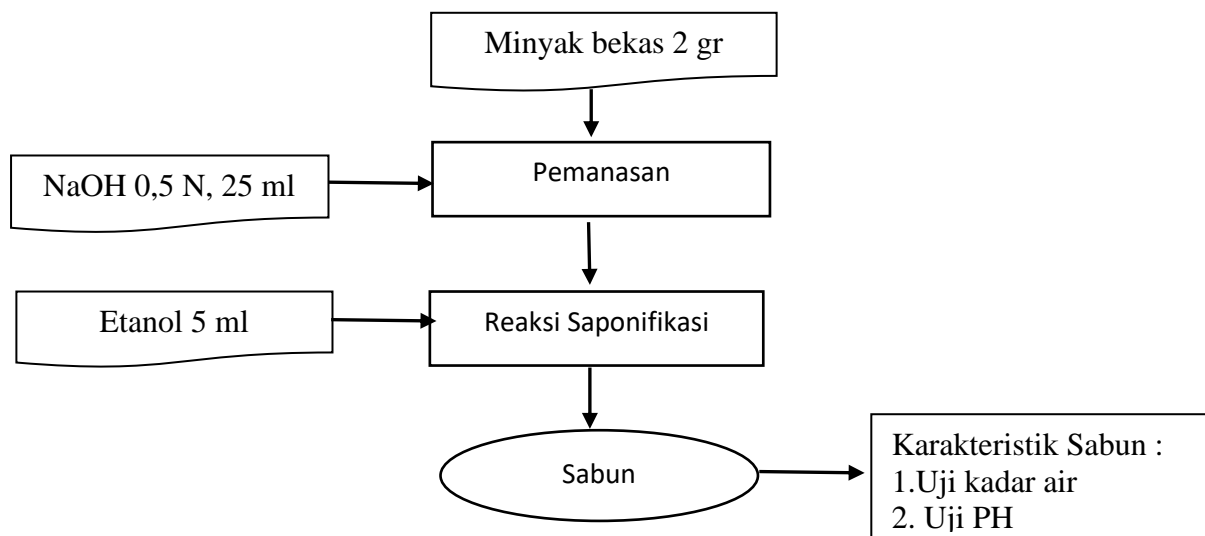 Minyak bekas 2 gr
Pemanasan
NaOH 0,5 N, 25 ml
Reaksi Saponifikasi
Etanol 5 ml
Sabun
Karakteristik Sabun :
1.Uji kadar air
2. Uji PH